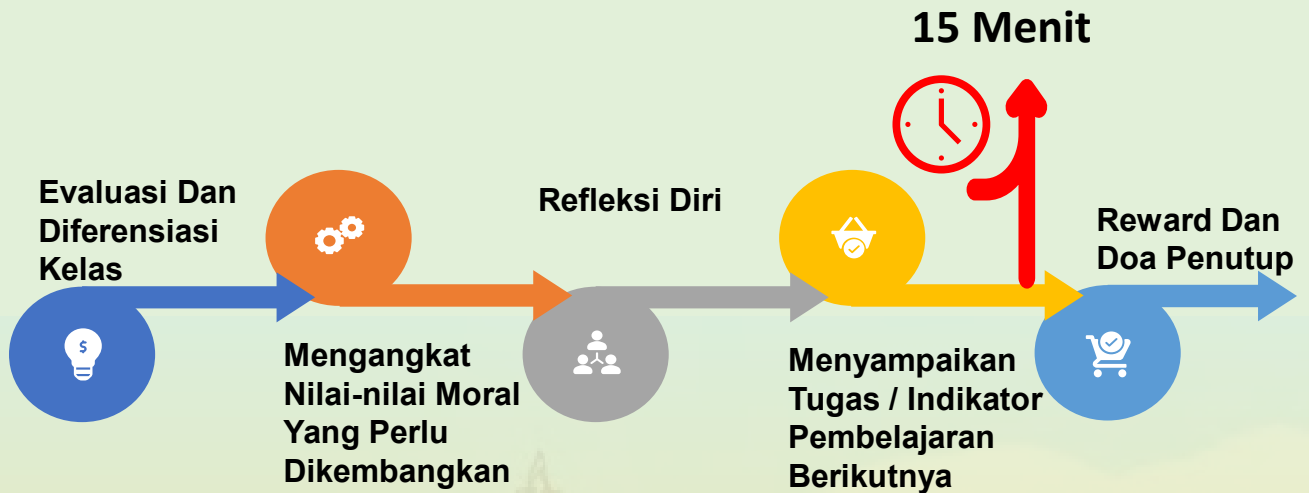 15 Menit
Evaluasi Dan
Diferensiasi
Kelas
Mengangkat
Nilai-nilai Moral
Yang Perlu
Dikembangkan
Refleksi Diri
Menyampaikan
Tugas / Indikator
Pembelajaran
Berikutnya
Reward Dan
Doa Penutup
$